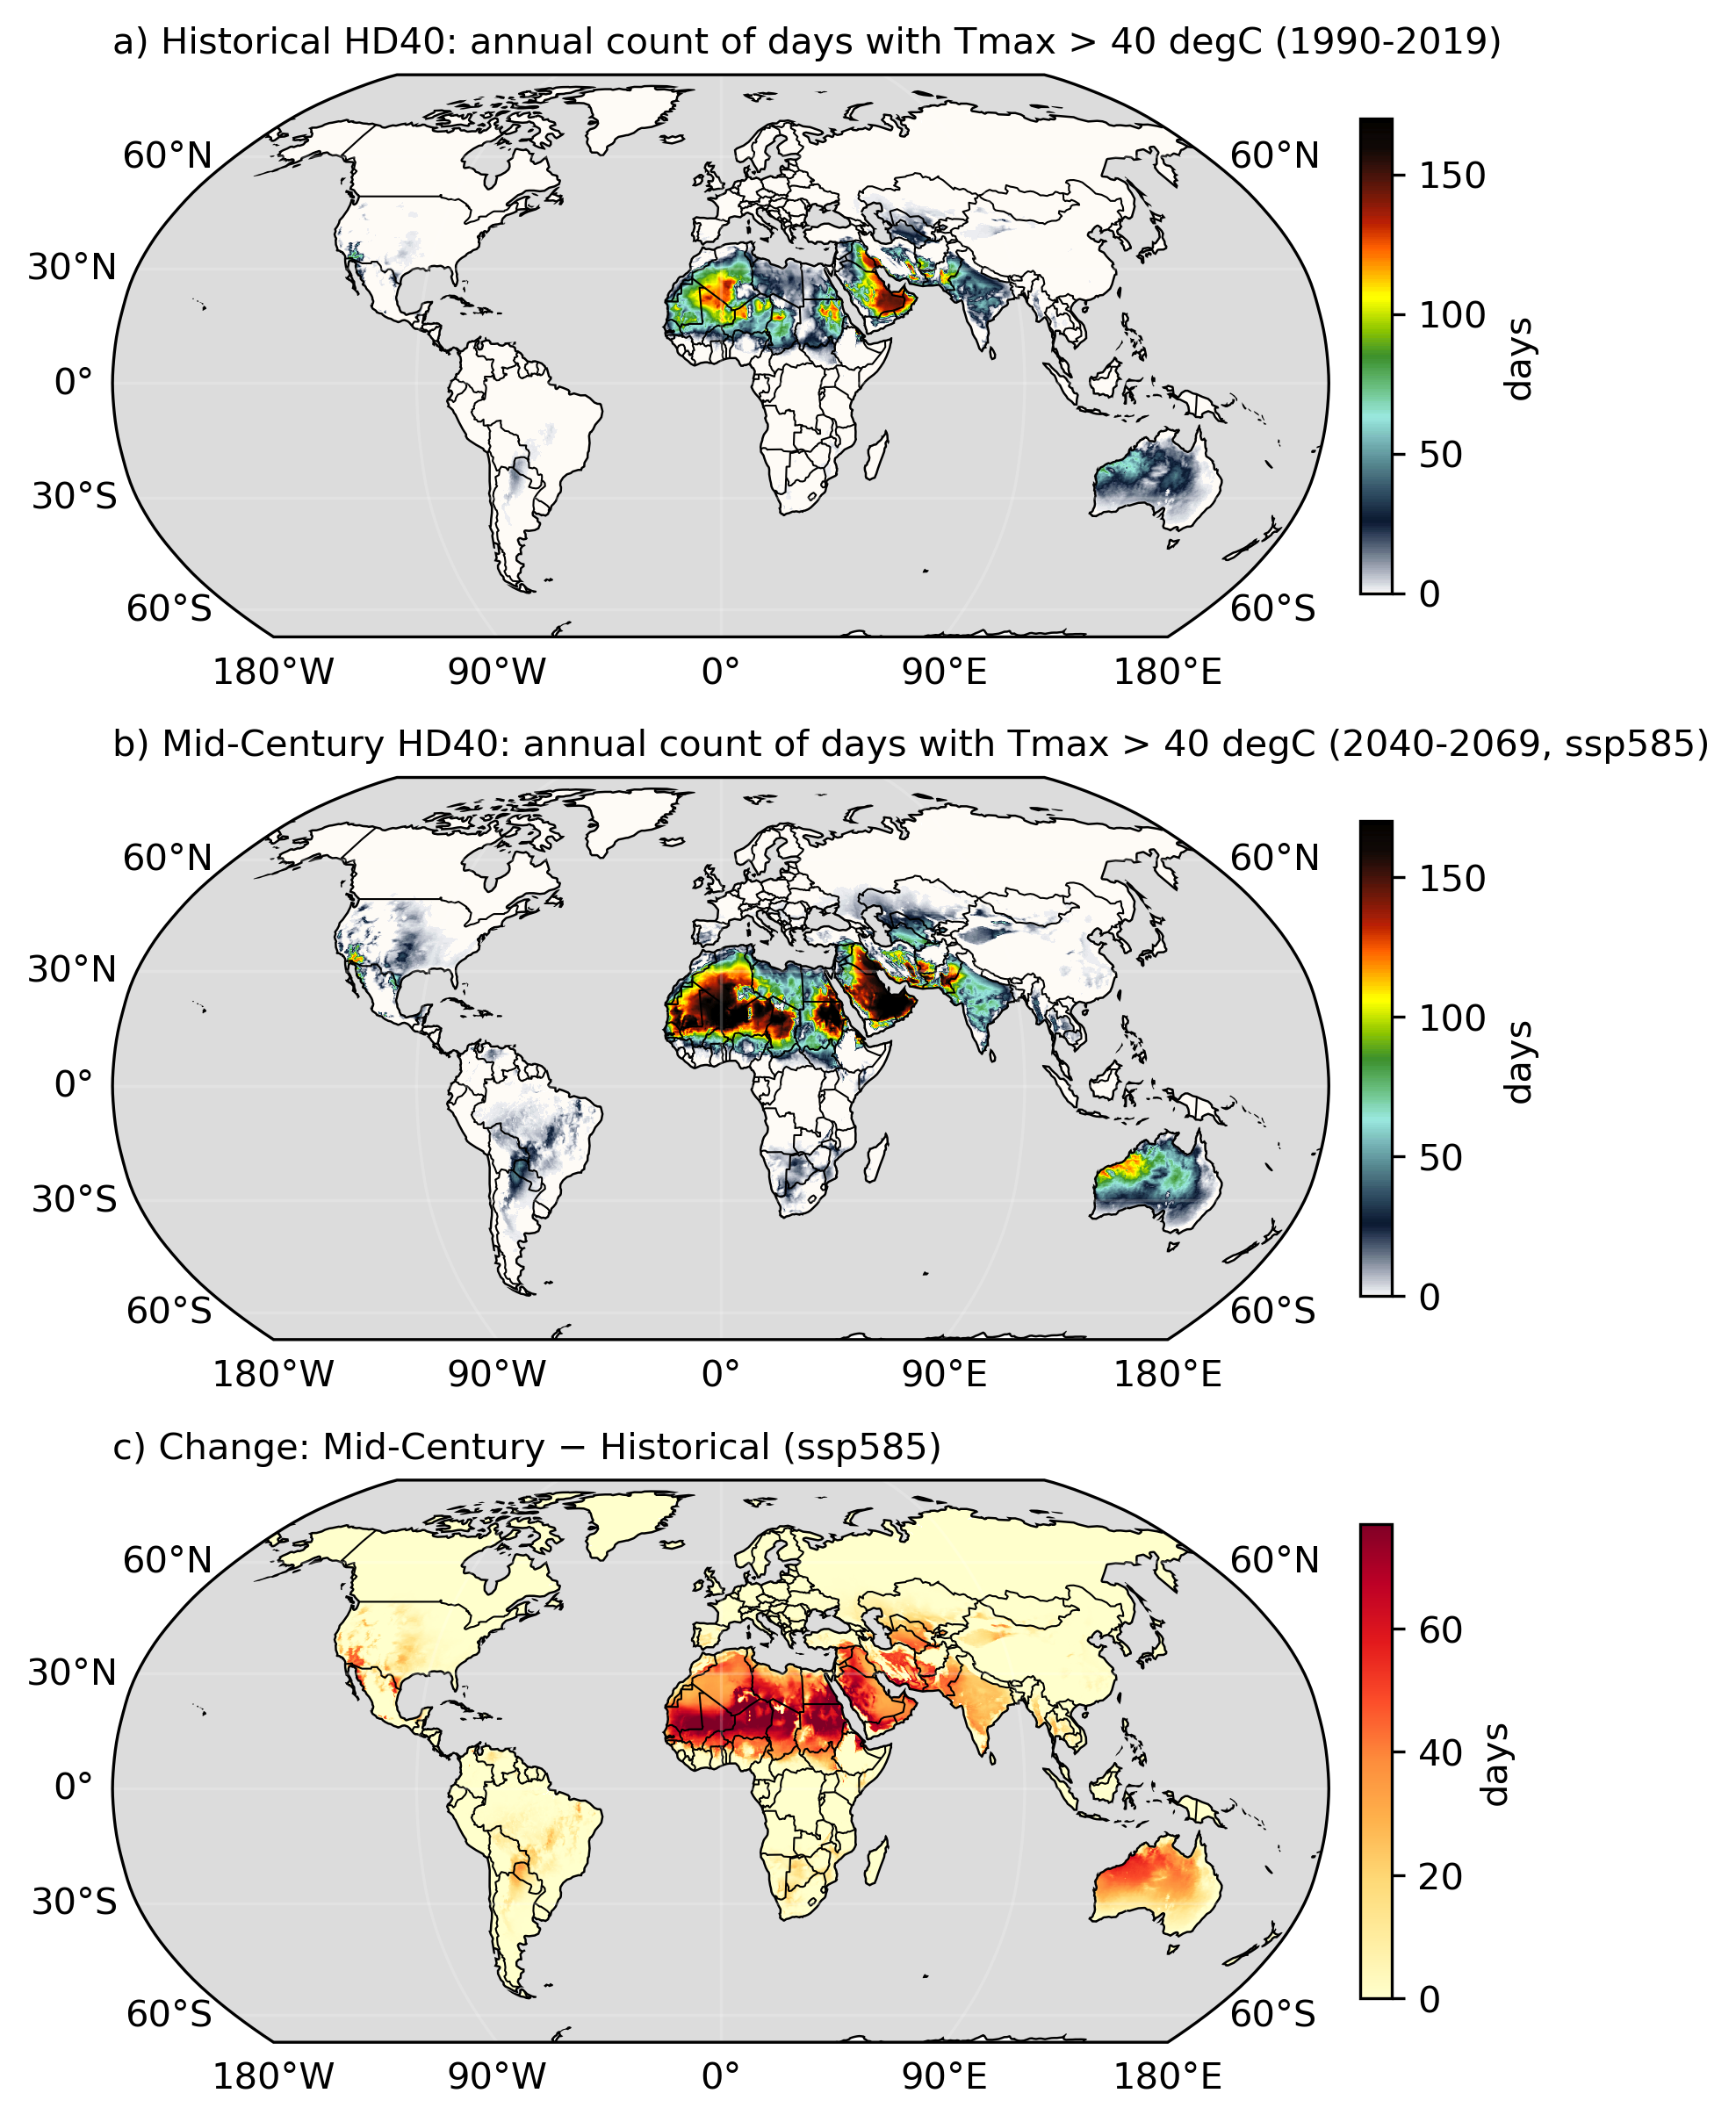 a) Historical HD40: annual count of days with Tmax > 40 degC (1990-2019)
60°N
60°N
30°N
0°
30°S
60°S
60°S
180°W 90°W 0° 90°E 180°E
150
100
50
0
days
b) Mid-Century HD40: annual count of days with Tmax > 40 degC (2040-2069, ssp585)
60°N
60°N
30°N
0°
30°S
60°S
60°S
180°W 90°W 0° 90°E 180°E
150
100
50
0
days
c) Change: Mid-Century − Historical (ssp585)
60°N
60°N
30°N
0°
30°S
60°S
60°S
180°W 90°W 0° 90°E 180°E
60
40
20
0
days